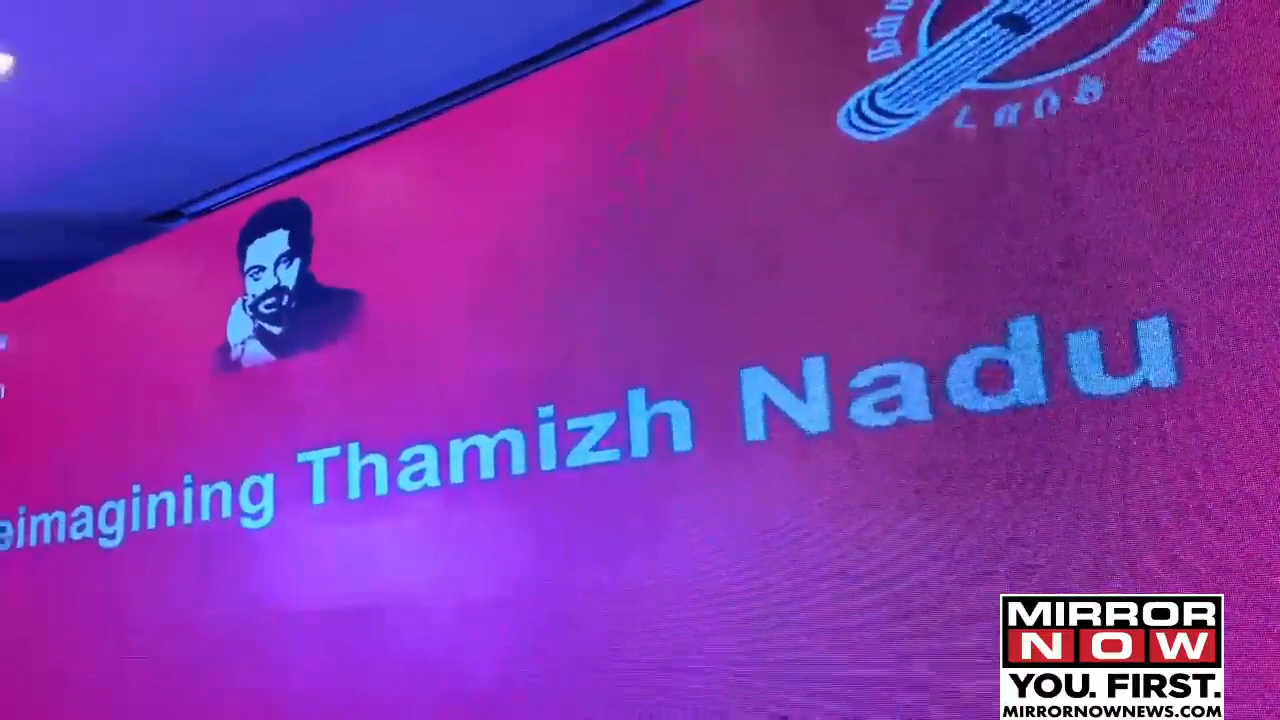 eimagining Thamizh Nadu
MIRROR
NOW
YOU. FIRST.
MIRRORNOWNEWS.COM